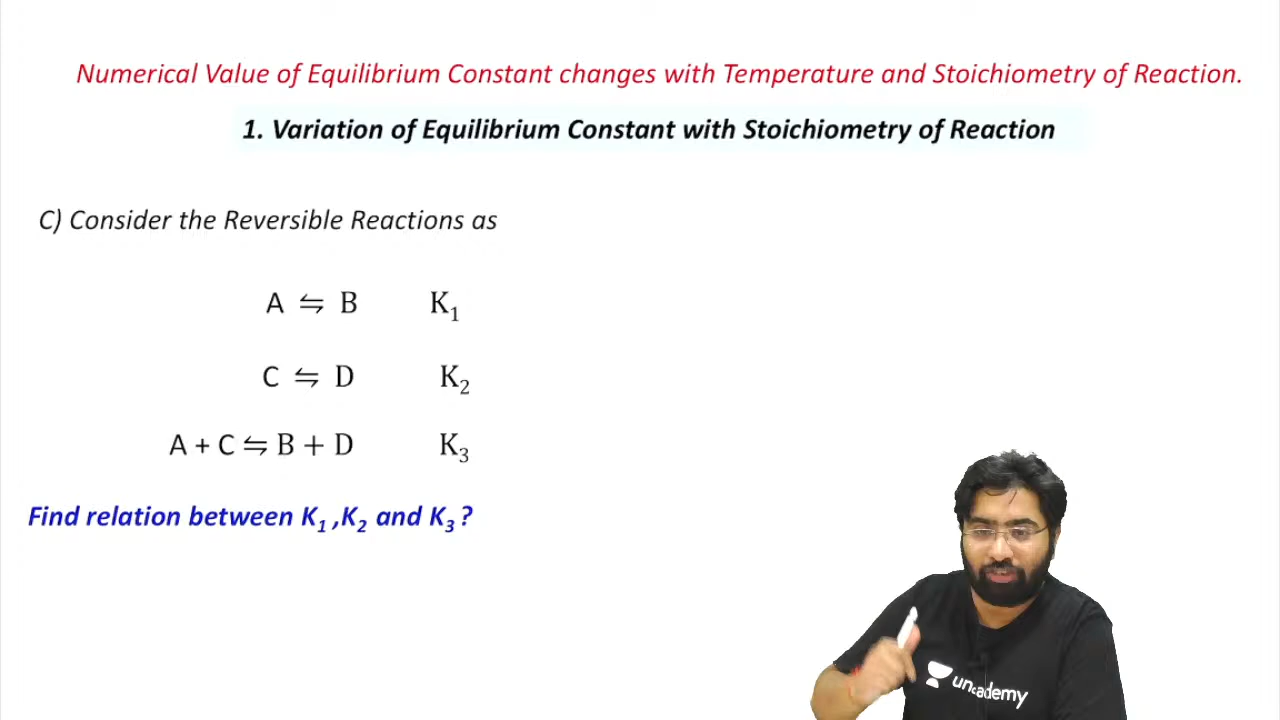 Numerical Value of Equilibrium Constant changes with Temperature and Stoichiometry of Reaction.
1. Variation of Equilibrium Constant with Stoichiometry of Reaction
C) Consider the Reversible Reactions as
A ⇋ B K₁
C ⇋ D K₂
A + C ⇋ B + D K₃
Find relation between K₁ ,K₂ and K₃ ?
unacademy